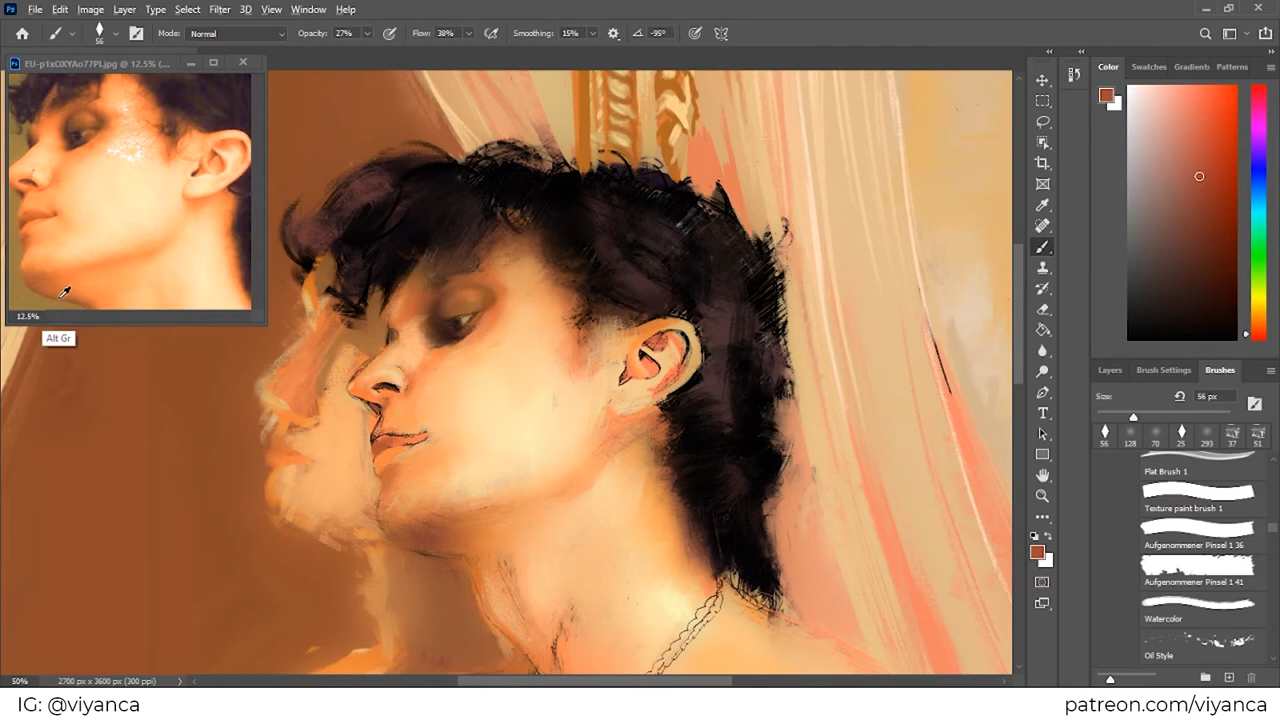 File Edit Image Layer Type Select Filter 3D View Window Help
56 Mode: Normal Opacity: 27% Flow: 38% Smoothing: 15% -95°
EU-p1xOXYAo77PI.jpg @ 12.5% (...
12.5%
Alt Gr
Color Swatches Gradients Patterns
Layers Brush Settings Brushes
Size: 56 px
56 128 70 25 293 37 51
Flat Brush 1
Texture paint brush 1
Aufgenommener Pinsel 1 36
Aufgenommener Pinsel 1 41
Watercolor
Oil Style
50% 2700 px x 3600 px (300 ppi)
IG: @viyanca patreon.com/viyanca